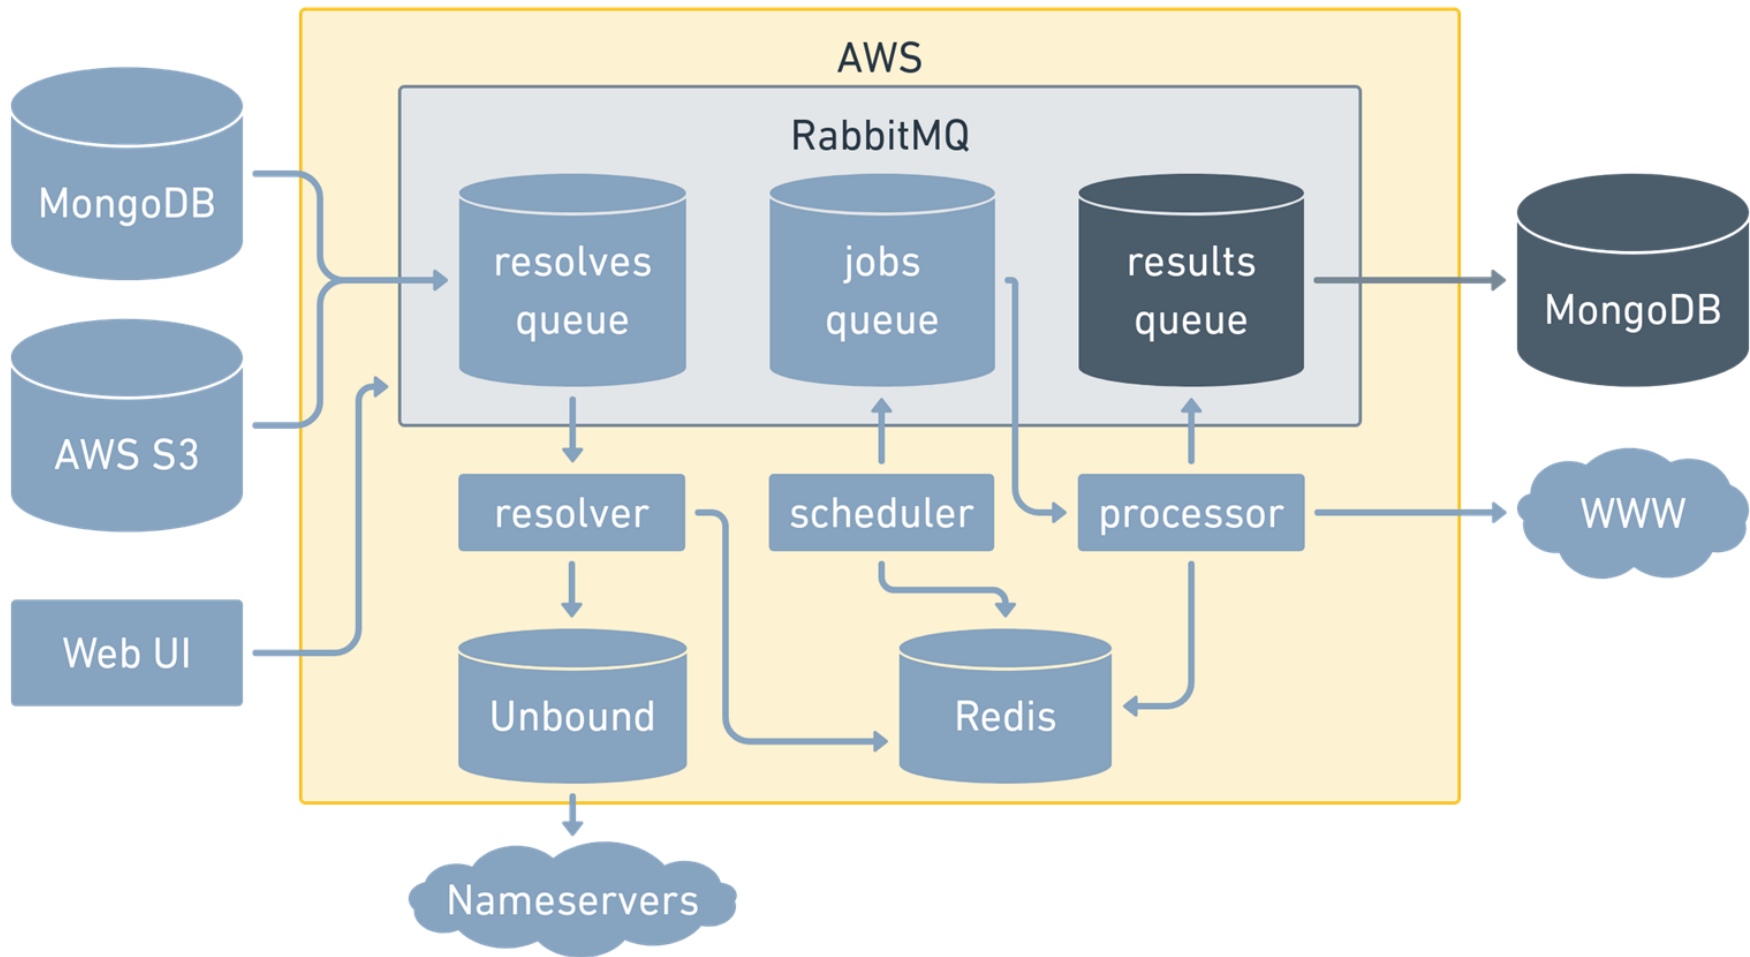 AWS
RabbitMQ
MongoDB
resolves
queue
jobs
queue
results
queue
MongoDB
AWS S3
resolver
scheduler
processor
WWW
Web UI
Unbound
Redis
Nameservers